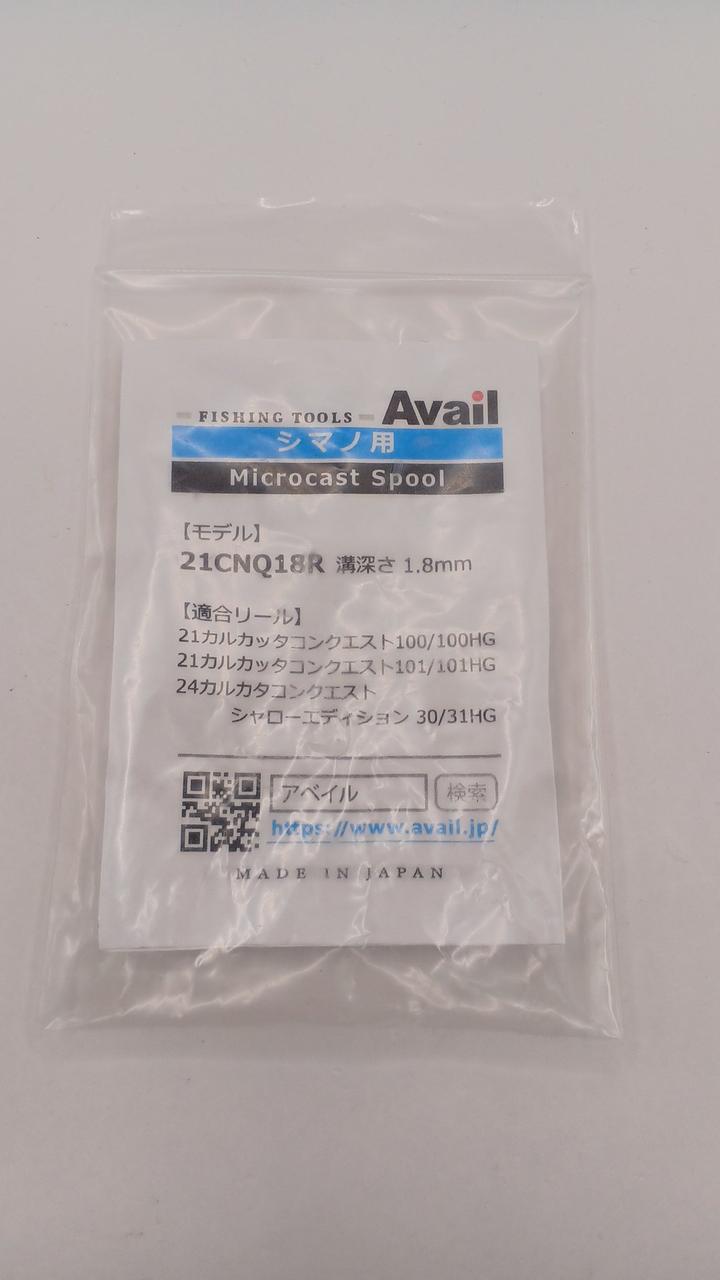 FISHING TOOLS Avail
シマノ用
Microcast Spool
【モデル】
21CNQ18R 溝深さ 1.8mm
【適合リール】
21カルカッタコンクエスト100/100HG
21カルカッタコンクエスト101/101HG
24カルカタコンクエスト
シャローエディション 30/31HG
アベイル 検索
https://www.avail.jp/
MADE IN JAPAN